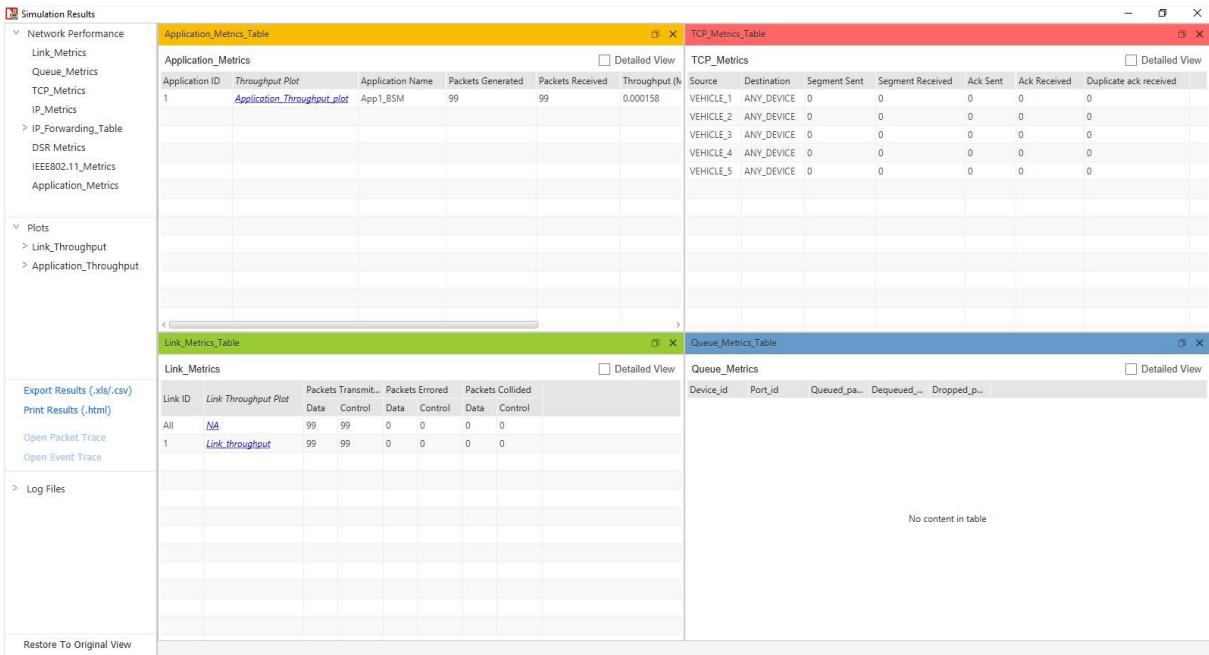 Simulation Results
Network Performance
Link_Metrics
Queue_Metrics
TCP_Metrics
IP_Metrics
IP_Forwarding_Table
DSR Metrics
IEEE802.11_Metrics
Application_Metrics
Plots
Link_Throughput
Application_Throughput
Export Results (.xls/.csv)
Print Results (.html)
Open Packet Trace
Open Event Trace
Log Files
Restore To Original View
Application_Metrics_Table
Application_Metrics Detailed View
Application ID Throughput Plot Application Name Packets Generated Packets Received Throughput (M
1 Application_Throughput_plot App1_BSM 99 99 0.000158
TCP_Metrics_Table
TCP_Metrics Detailed View
Source Destination Segment Sent Segment Received Ack Sent Ack Received Duplicate ack received
VEHICLE_1 ANY_DEVICE 0 0 0 0 0
VEHICLE_2 ANY_DEVICE 0 0 0 0 0
VEHICLE_3 ANY_DEVICE 0 0 0 0 0
VEHICLE_4 ANY_DEVICE 0 0 0 0 0
VEHICLE_5 ANY_DEVICE 0 0 0 0 0
Link_Metrics_Table
Link_Metrics Detailed View
Link ID Link Throughput Plot Packets Transmit... Packets Errored Packets Collided
Data Control Data Control Data Control
All NA 99 99 0 0 0 0
1 Link_throughput 99 99 0 0 0 0
Queue_Metrics_Table
Queue_Metrics Detailed View
Device_id Port_id Queued_pa... Dequeued_... Dropped_p...
No content in table